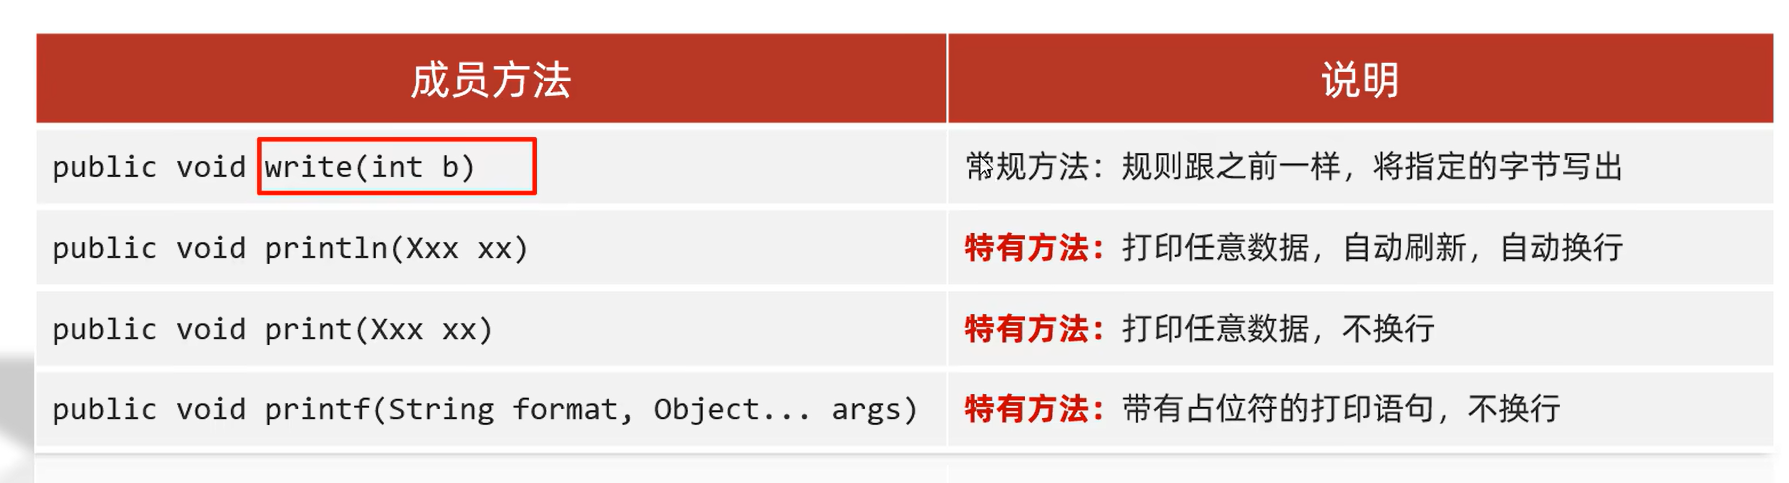 成员方法
说明
public void write(int b)
常规方法：规则跟之前一样，将指定的字节写出
public void println(Xxx xx)
特有方法：打印任意数据，自动刷新，自动换行
public void print(Xxx xx)
特有方法：打印任意数据，不换行
public void printf(String format, Object... args)
特有方法：带有占位符的打印语句，不换行